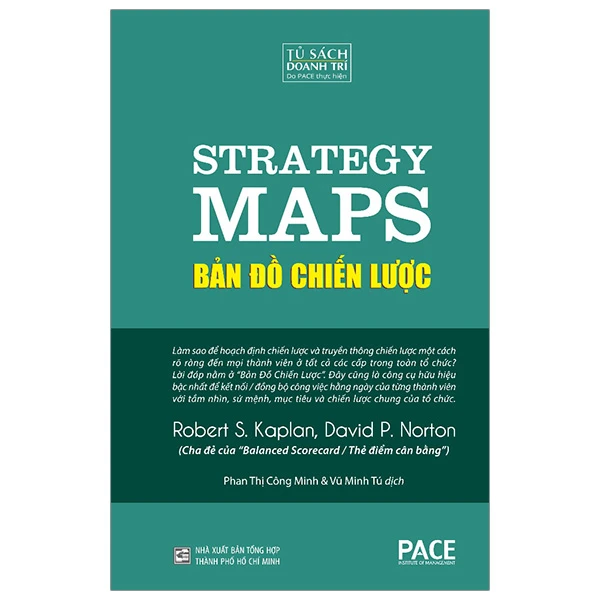 TỦ SÁCH
DOANH TRÍ
Do PACE thực hiện
STRATEGY
MAPS
BẢN ĐỒ CHIẾN LƯỢC
Làm sao để hoạch định chiến lược và truyền thông chiến lược một cách
rõ ràng đến mọi thành viên ở tất cả các cấp trong toàn tổ chức?
Lời đáp nằm ở “Bản Đồ Chiến Lược”. Đây cũng là công cụ hữu hiệu
bậc nhất để kết nối / đồng bộ công việc hằng ngày của từng thành viên
với tầm nhìn, sứ mệnh, mục tiêu và chiến lược chung của tổ chức.
Robert S. Kaplan, David P. Norton
(Cha đẻ của “Balanced Scorecard / Thẻ điểm cân bằng”)
Phan Thị Công Minh & Vũ Minh Tú dịch
NHÀ XUẤT BẢN TỔNG HỢP
THÀNH PHỐ HỒ CHÍ MINH
PACE
INSTITUTE OF MANAGEMENT